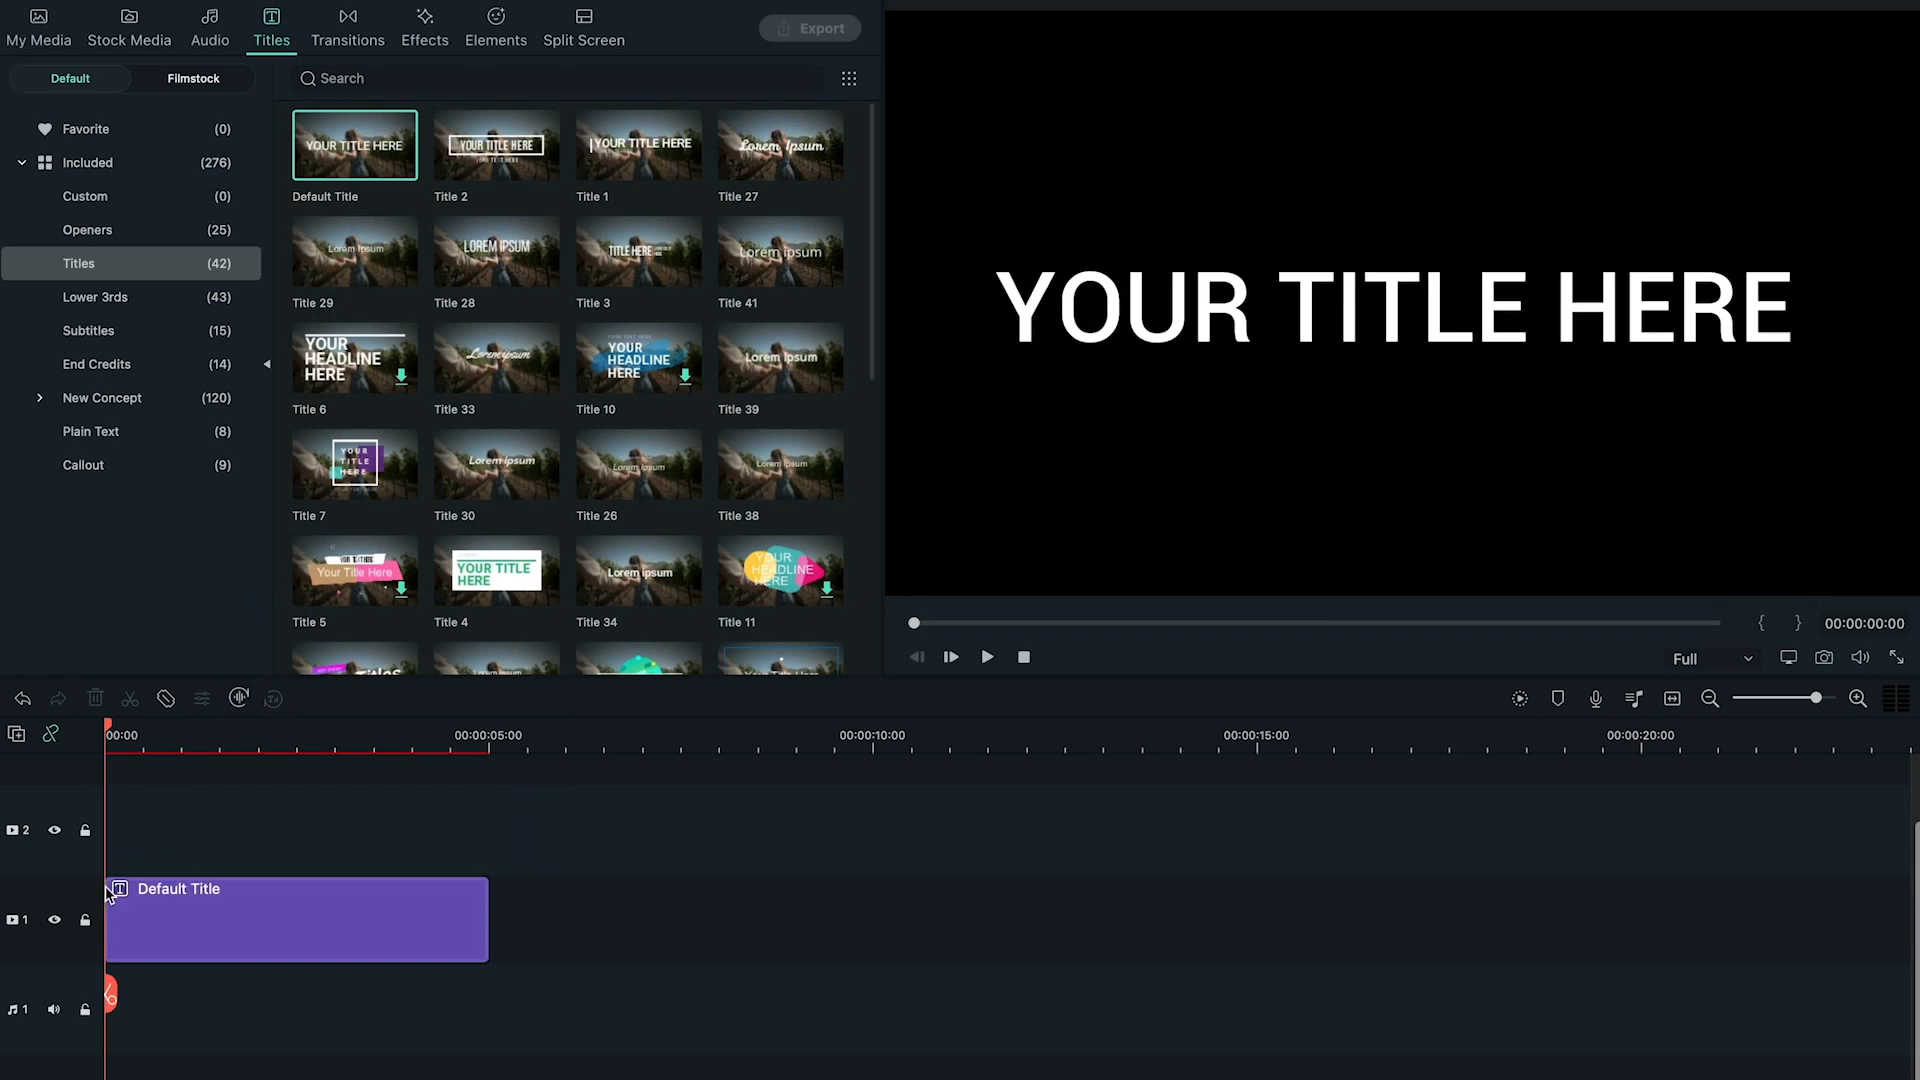 My Media
Stock Media
Audio
Titles
Transitions
Effects
Elements
Split Screen
Export
Default
Filmstock
Search
Favorite (0)
Included (276)
Custom (0)
Openers (25)
Titles (42)
Lower 3rds (43)
Subtitles (15)
End Credits (14)
New Concept (120)
Plain Text (8)
Callout (9)
YOUR TITLE HERE
YOUR TITLE HERE
YOUR TITLE HERE
Lorem Ipsum
Default Title
Title 2
Title 1
Title 27
Lorem Ipsum
LOREM IPSUM
TITLE HERE
Lorem ipsum
Title 29
Title 28
Title 3
Title 41
YOUR
HEADLINE
HERE
Lorem ipsum
YOUR
HEADLINE
HERE
Lorem Ipsum
Title 6
Title 33
Title 10
Title 39
YOUR
TITLE
HERE
Lorem ipsum
Lorem Ipsum
Lorem Ipsum
Title 7
Title 30
Title 26
Title 38
Your Title Here
YOUR TITLE
HERE
Lorem ipsum
YOUR
HEADLINE
HERE
Title 5
Title 4
Title 34
Title 11
YOUR TITLE HERE
00:00:00:00
Full
00:00
00:00:05:00
00:00:10:00
00:00:15:00
00:00:20:00
2
Default Title
1
1